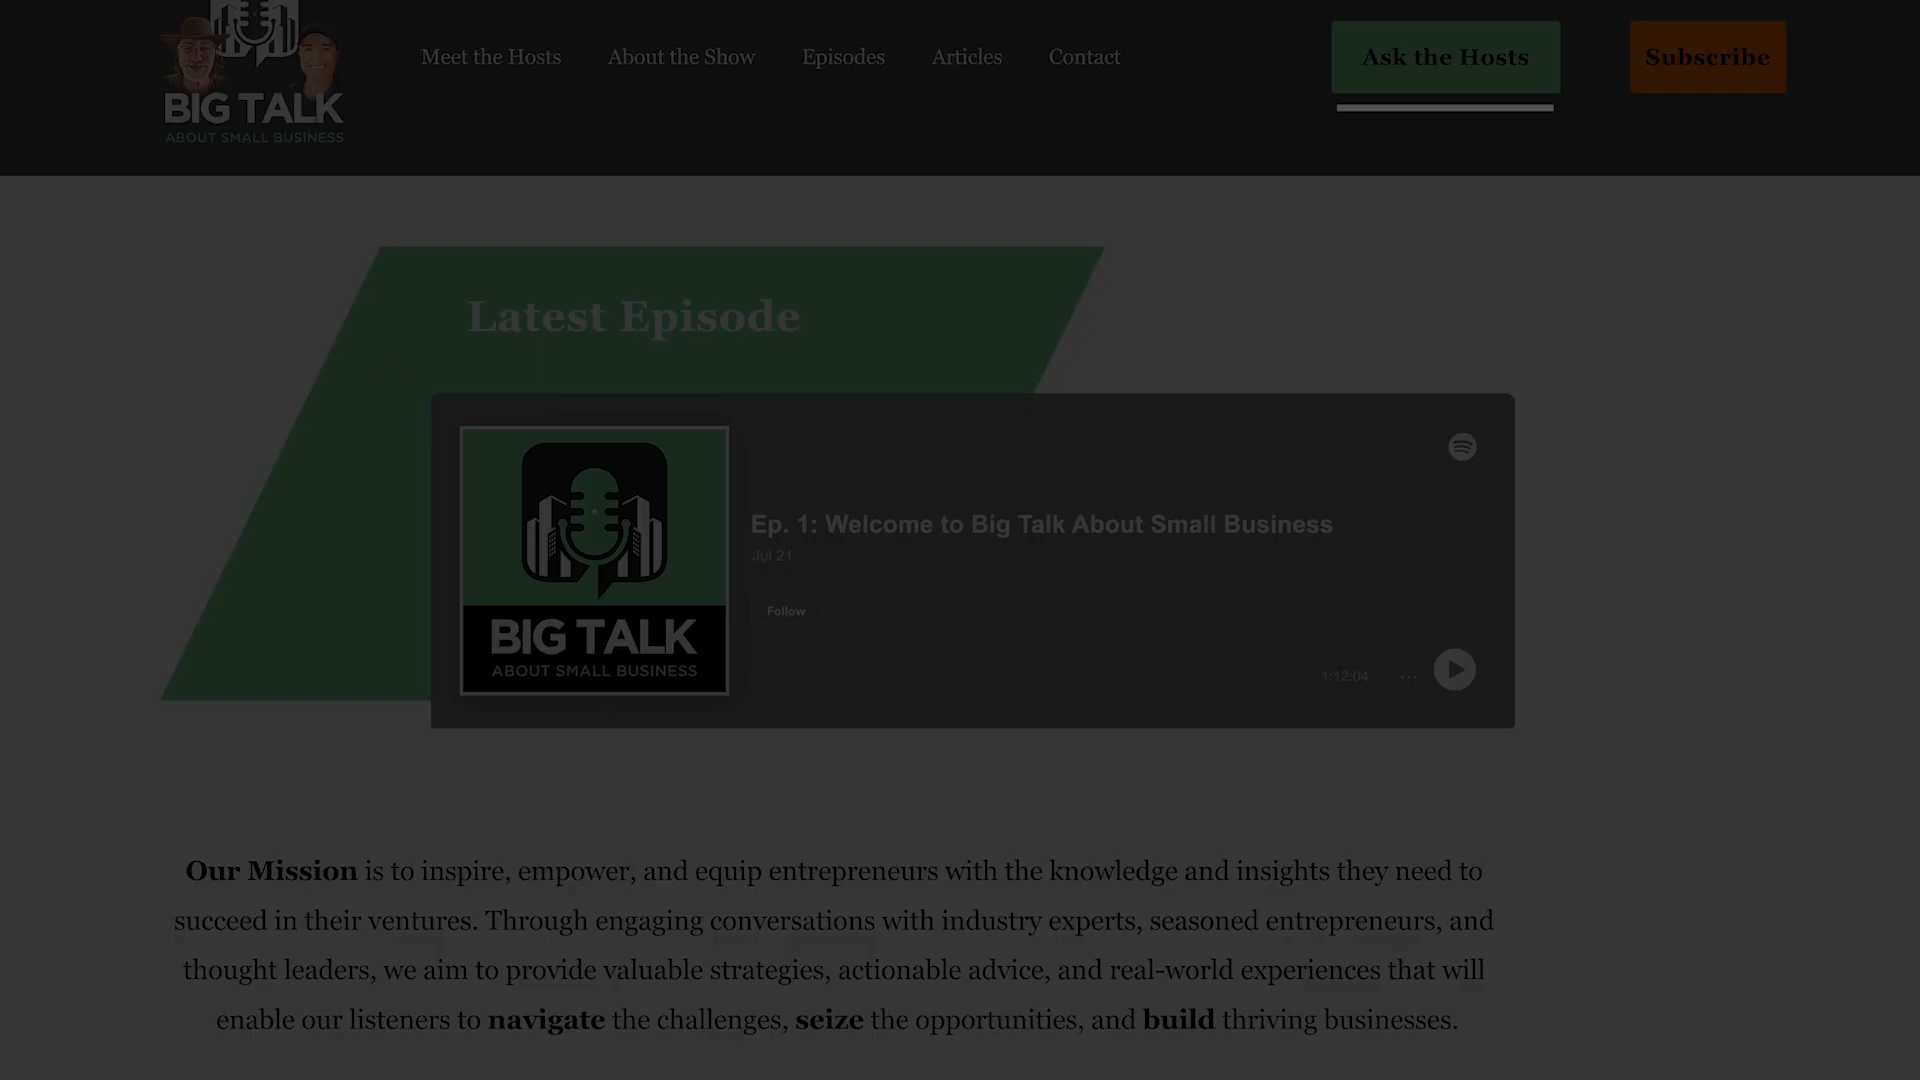 Meet the Hosts
About the Show
Episodes
Articles
Contact
Ask the Hosts
Subscribe
BIG TALK
ABOUT SMALL BUSINESS
Latest Episode
Ep. 1: Welcome to Big Talk About Small Business
Jul 21
Follow
BIG TALK
ABOUT SMALL BUSINESS
1:12:04
Our Mission is to inspire, empower, and equip entrepreneurs with the knowledge and insights they need to
succeed in their ventures. Through engaging conversations with industry experts, seasoned entrepreneurs, and
thought leaders, we aim to provide valuable strategies, actionable advice, and real-world experiences that will
enable our listeners to navigate the challenges, seize the opportunities, and build thriving businesses.